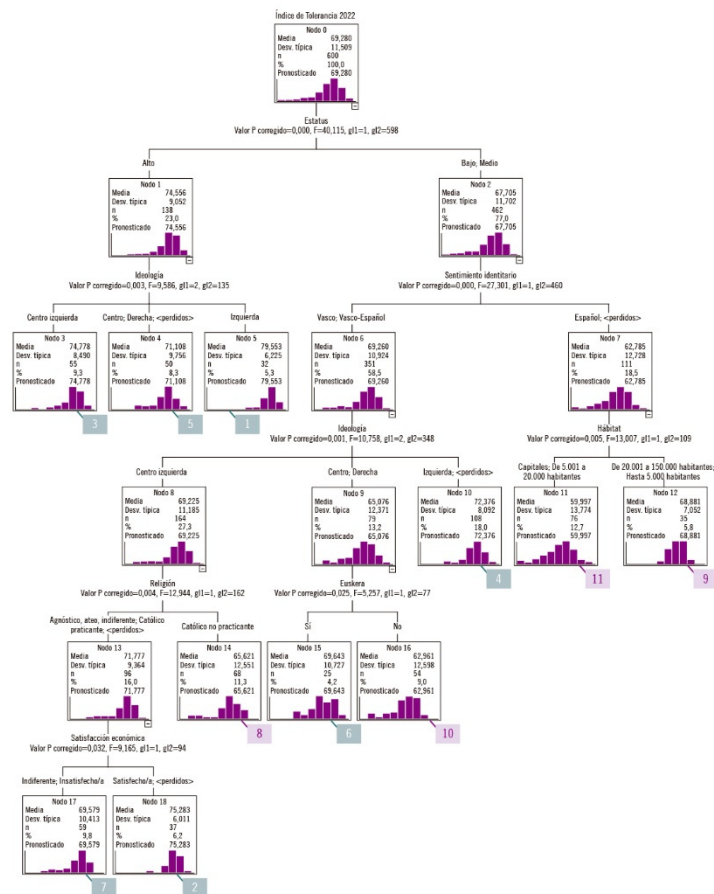 Índice de Tolerancia 2022
Nodo 0
Media 69,280
Desv. típica 11,509
n 600
% 100,0
Pronosticado 69,280
Estatus
Valor P corregido=0,000, F=40,115, gl1=1, gl2=598
Alto
Bajo; Medio
Nodo 1
Media 74,556
Desv. típica 9,052
n 138
% 23,0
Pronosticado 74,556
Nodo 2
Media 67,705
Desv. típica 11,702
n 462
% 77,0
Pronosticado 67,705
Ideología
Valor P corregido=0,003, F=9,586, gl1=2, gl2=135
Sentimiento identitario
Valor P corregido=0,000, F=27,301, gl1=1, gl2=460
Centro izquierda
Centro; Derecha; <perdidos>
Izquierda
Vasco; Vasco-Español
Español; <perdidos>
Nodo 3
Media 74,778
Desv. típica 8,490
n 55
% 9,3
Pronosticado 74,778
3
Nodo 4
Media 71,108
Desv. típica 9,756
n 50
% 8,3
Pronosticado 71,108
5
Nodo 5
Media 79,553
Desv. típica 6,225
n 32
% 5,3
Pronosticado 79,553
1
Nodo 6
Media 69,260
Desv. típica 10,924
n 351
% 58,5
Pronosticado 69,260
Nodo 7
Media 62,785
Desv. típica 12,728
n 111
% 18,5
Pronosticado 62,785
Ideología
Valor P corregido=0,001, F=10,758, gl1=2, gl2=348
Hábitat
Valor P corregido=0,005, F=13,007, gl1=1, gl2=109
Centro izquierda
Centro; Derecha
Izquierda; <perdidos>
Capitales; De 5.001 a
20.000 habitantes
De 20.001 a 150.000 habitantes;
Hasta 5.000 habitantes
Nodo 8
Media 69,225
Desv. típica 11,185
n 164
% 27,3
Pronosticado 69,225
Nodo 9
Media 65,076
Desv. típica 12,371
n 79
% 13,2
Pronosticado 65,076
Nodo 10
Media 72,376
Desv. típica 8,092
n 108
% 18,0
Pronosticado 72,376
4
Nodo 11
Media 59,997
Desv. típica 13,774
n 76
% 12,7
Pronosticado 59,997
11
Nodo 12
Media 68,881
Desv. típica 7,052
n 35
% 5,8
Pronosticado 68,881
9
Religión
Valor P corregido=0,004, F=12,944, gl1=1, gl2=162
Euskera
Valor P corregido=0,025, F=5,257, gl1=1, gl2=77
Agnóstico, ateo, indiferente; Católico
praticante; <perdidos>
Católico no practicante
Sí
No
Nodo 13
Media 71,777
Desv. típica 9,364
n 96
% 16,0
Pronosticado 71,777
Nodo 14
Media 65,621
Desv. típica 12,551
n 68
% 11,3
Pronosticado 65,621
8
Nodo 15
Media 69,643
Desv. típica 10,727
n 25
% 4,2
Pronosticado 69,643
6
Nodo 16
Media 62,961
Desv. típica 12,598
n 54
% 9,0
Pronosticado 62,961
10
Satisfacción económica
Valor P corregido=0,032, F=9,165, gl1=1, gl2=94
Indiferente; Insatisfecho/a
Satisfecho/a; <perdidos>
Nodo 17
Media 69,579
Desv. típica 10,413
n 59
% 9,8
Pronosticado 69,579
7
Nodo 18
Media 75,283
Desv. típica 6,011
n 37
% 6,2
Pronosticado 75,283
2